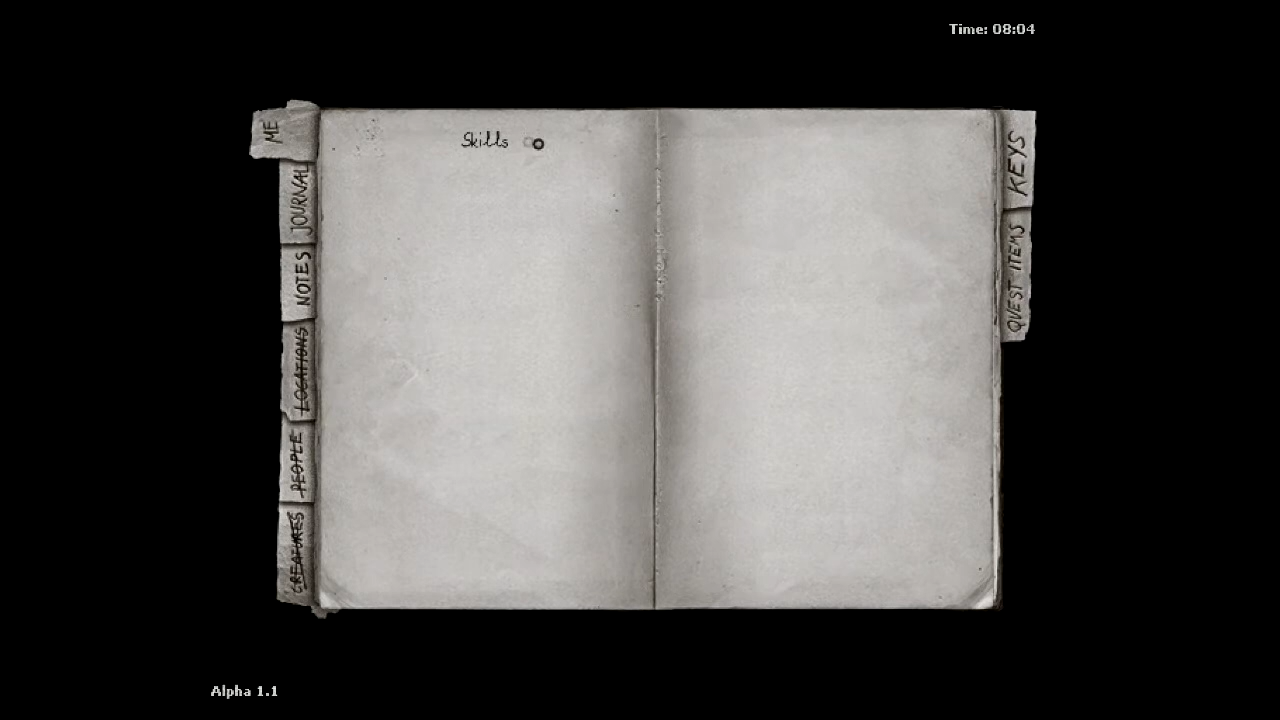 Time: 08:04
ME
Skills
JOURNAL
NOTES
LOCATIONS
PEOPLE
CREATURES
KEYS
QUEST ITEMS
Alpha 1.1